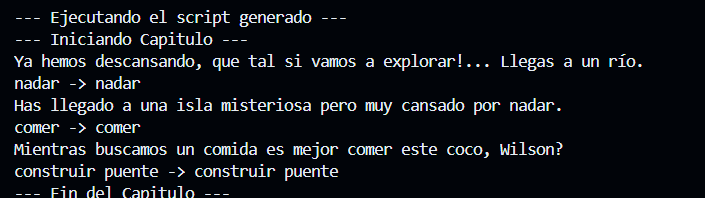 --- Ejecutando el script generado ---
--- Iniciando Capitulo ---
Ya hemos descansando, que tal si vamos a explorar!... Llegas a un río.
nadar -> nadar
Has llegado a una isla misteriosa pero muy cansado por nadar.
comer -> comer
Mientras buscamos un comida es mejor comer este coco, Wilson?
construir puente -> construir puente
--- Fin del Capitulo ---